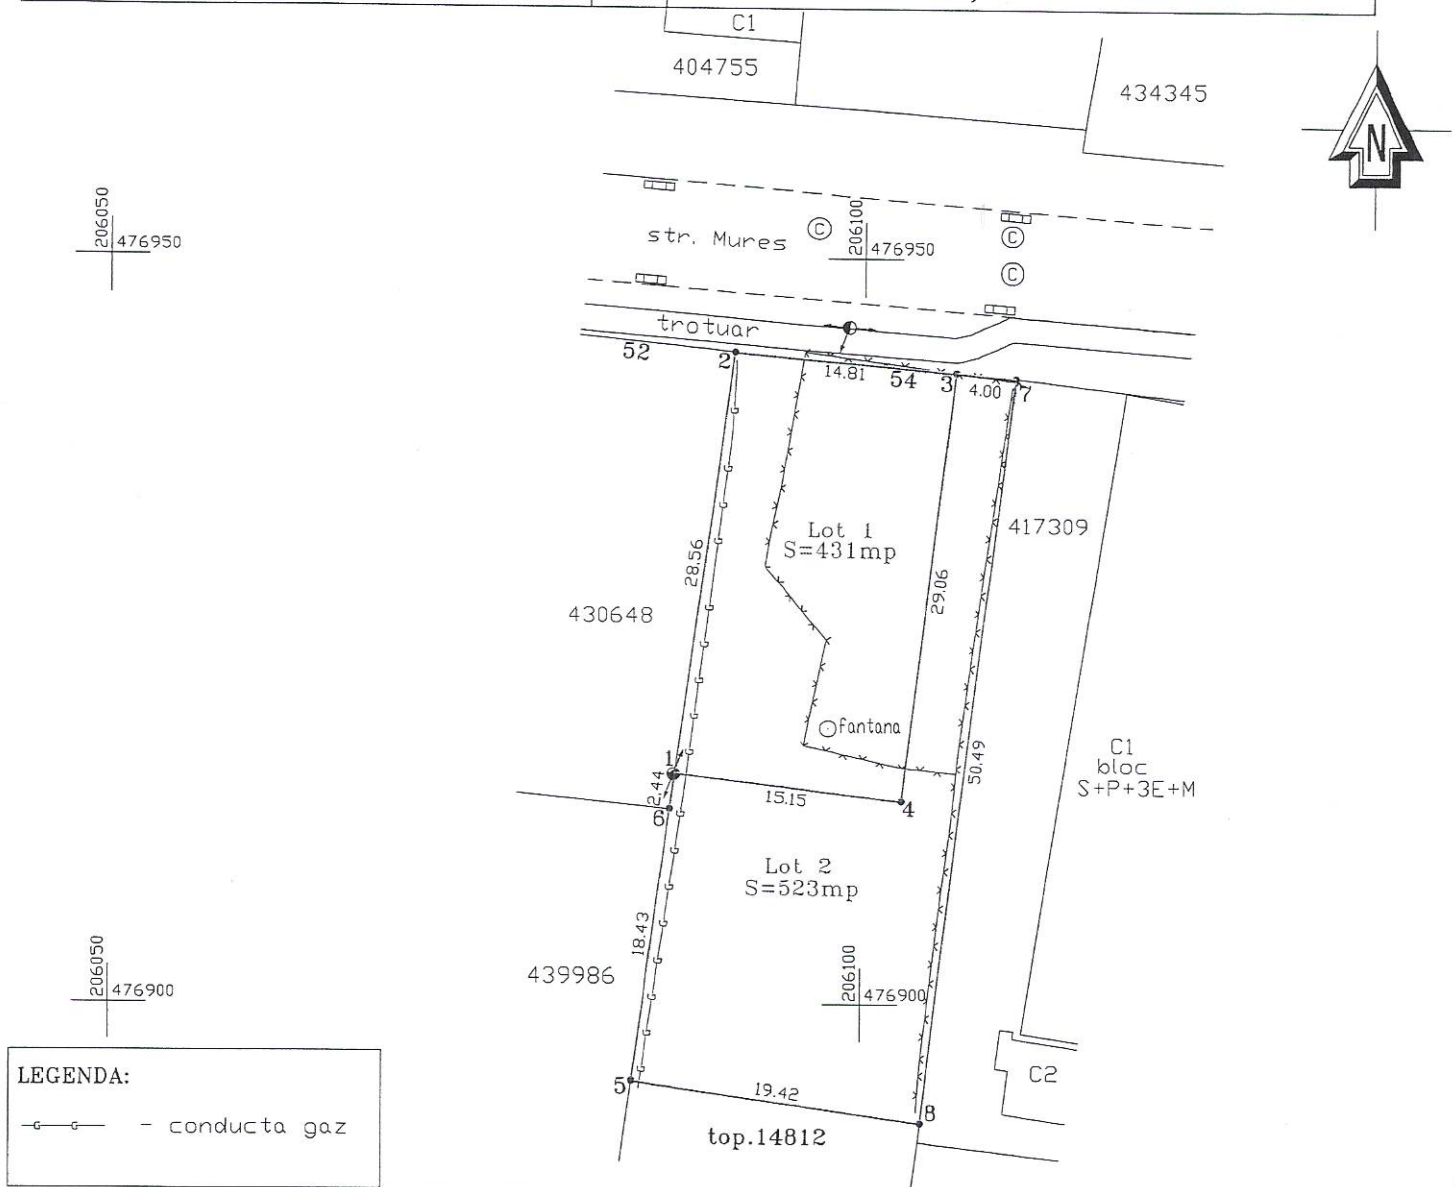 C1
404755
434345
N
206050
476950
str. Mures
C
206100
476950
C
C
trotuar
52
2
14.81
54
3
4.00
7
Lot 1
S=431mp
417309
28.56
29.06
430648
fantana
50.49
C1
bloc
S+P+3E+M
1
2.44
15.15
4
6
Lot 2
S=523mp
18.43
439986
206050
476900
206100
476900
LEGENDA:
G G - conducta gaz
5
19.42
8
C2
top.14812